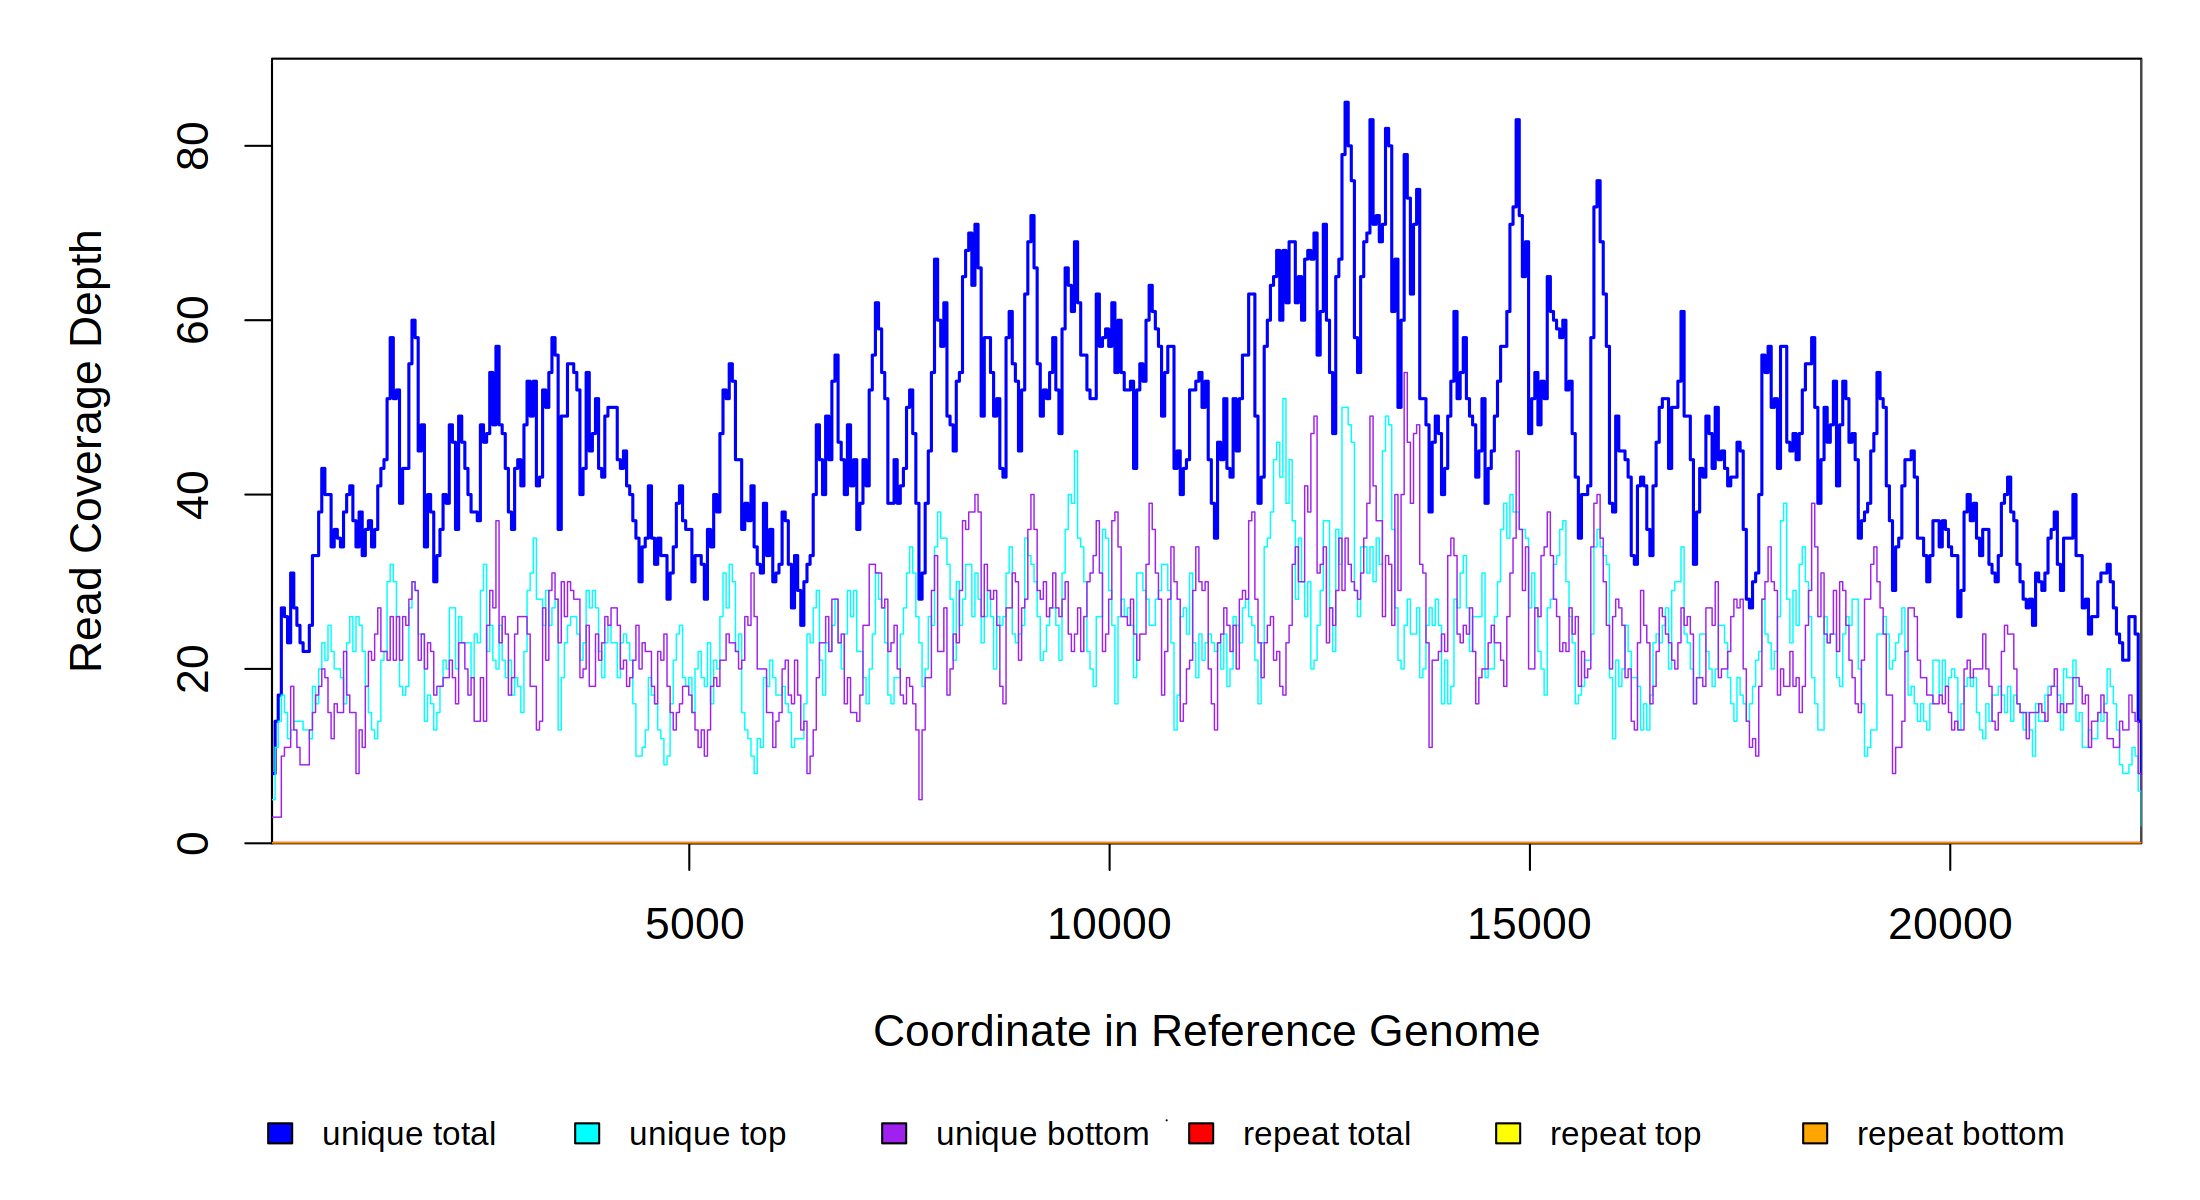 80
60
40
20
0
Read Coverage Depth
5000 10000 15000 20000
Coordinate in Reference Genome
unique total unique top unique bottom repeat total repeat top repeat bottom